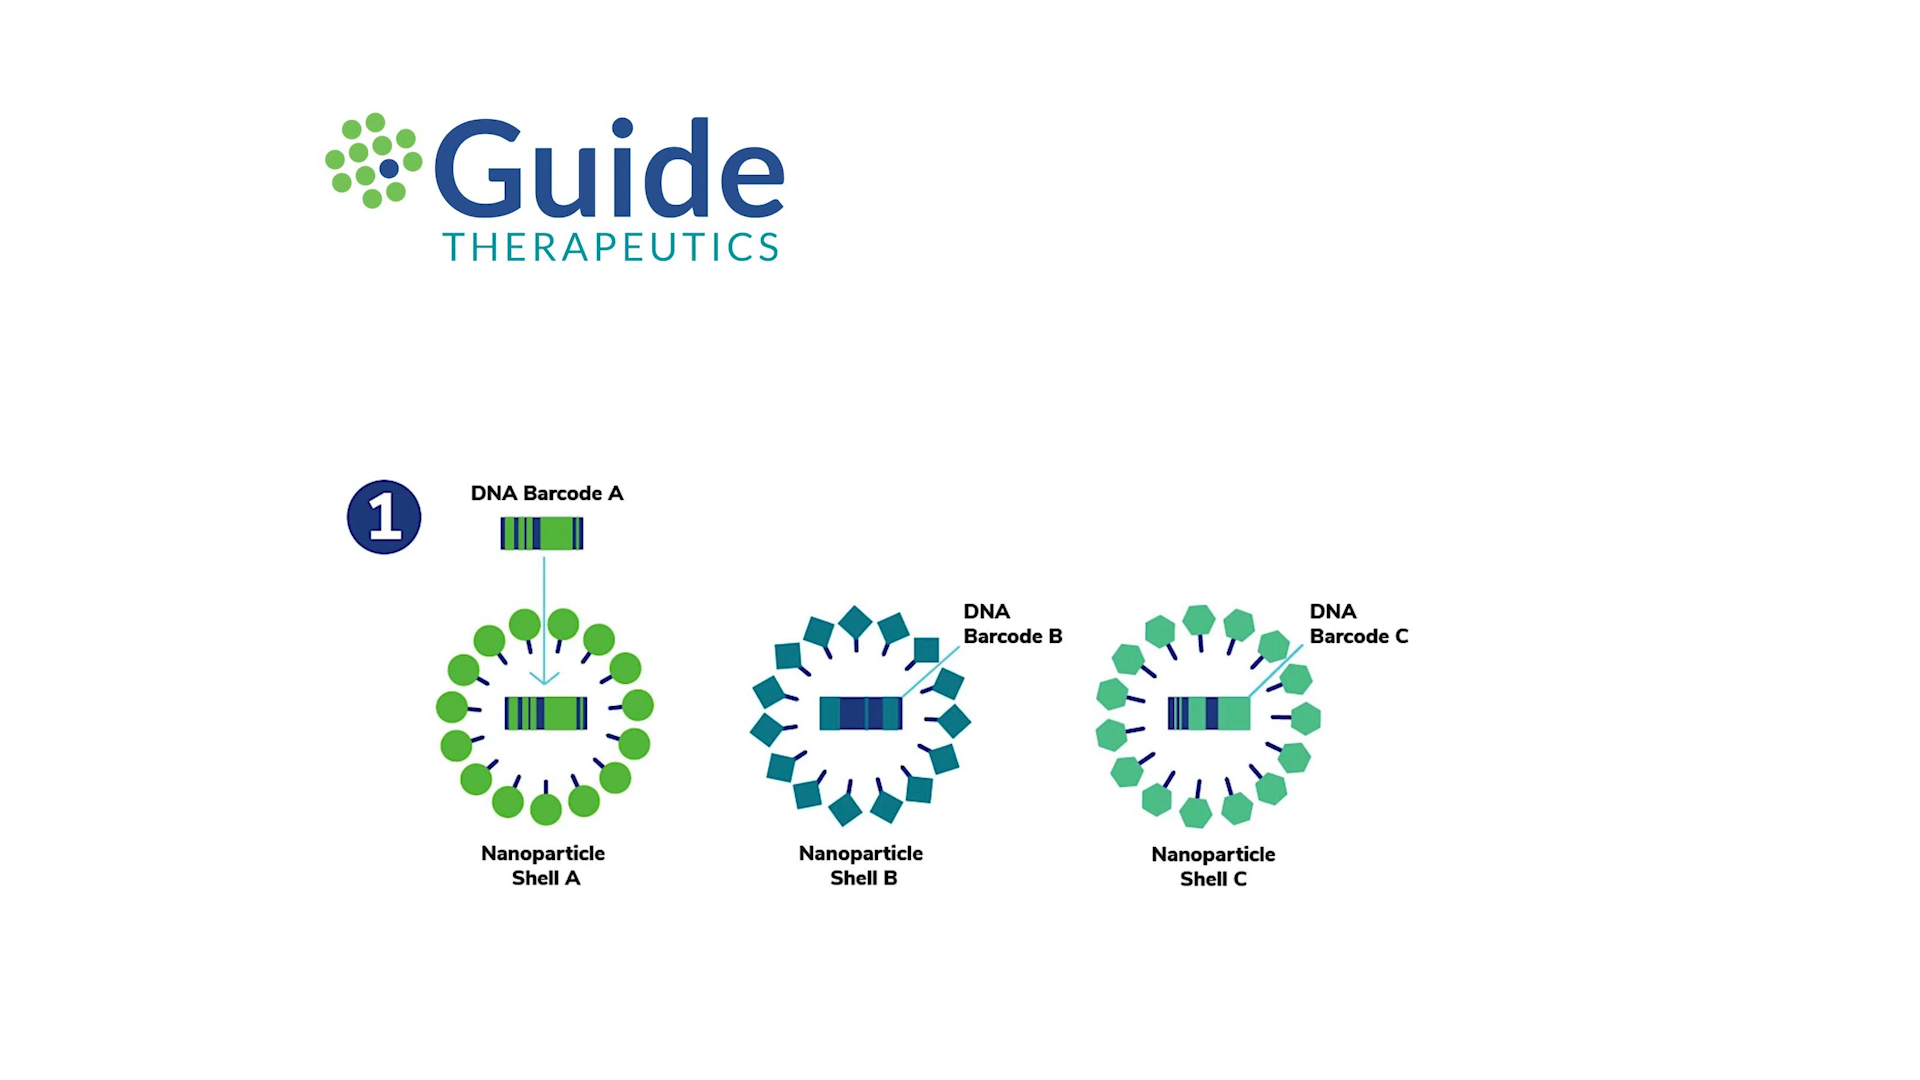 Guide
THERAPEUTICS
1
DNA Barcode A
DNA
Barcode B
DNA
Barcode C
Nanoparticle
Shell A
Nanoparticle
Shell B
Nanoparticle
Shell C